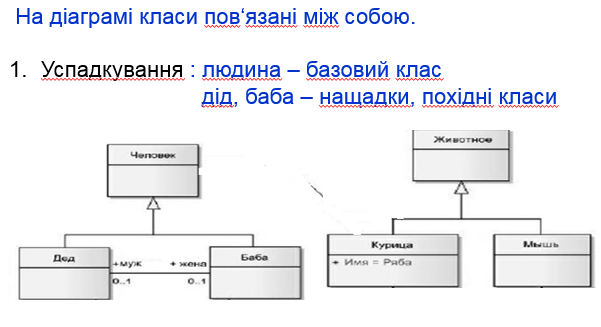 На діаграмі класи пов‘язані між собою.
1. Успадкування : людина – базовий клас
дід, баба – нащадки, похідні класи
Человек
Животное
Дед
+муж
+ жена
Баба
0..1
0..1
Курица
+ Имя = Ряба
Мышь